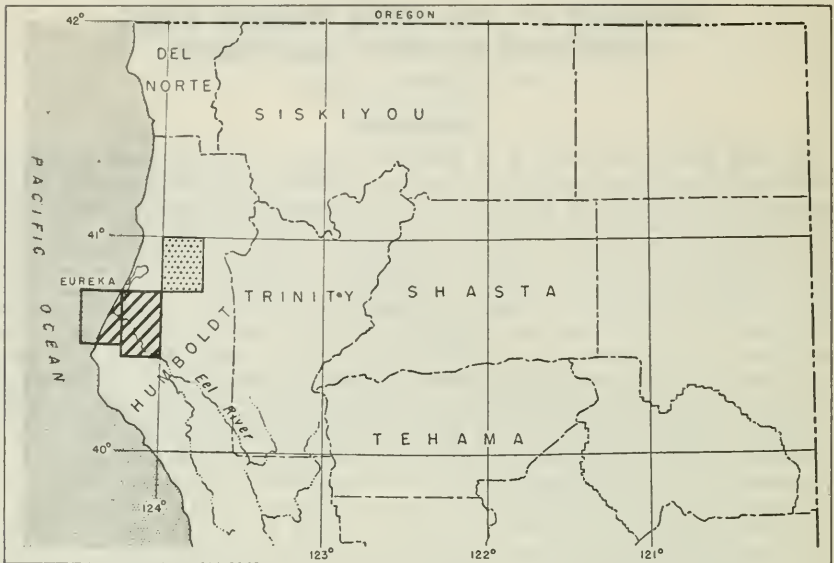 OREGON
42°
DEL
NORTE
SISKIYOU
PACIFIC OCEAN
41°
EUREKA
TRINITY
SHASTA
HUMBOLDT
Eel River
TEHAMA
40°
124°
123°
122°
121°